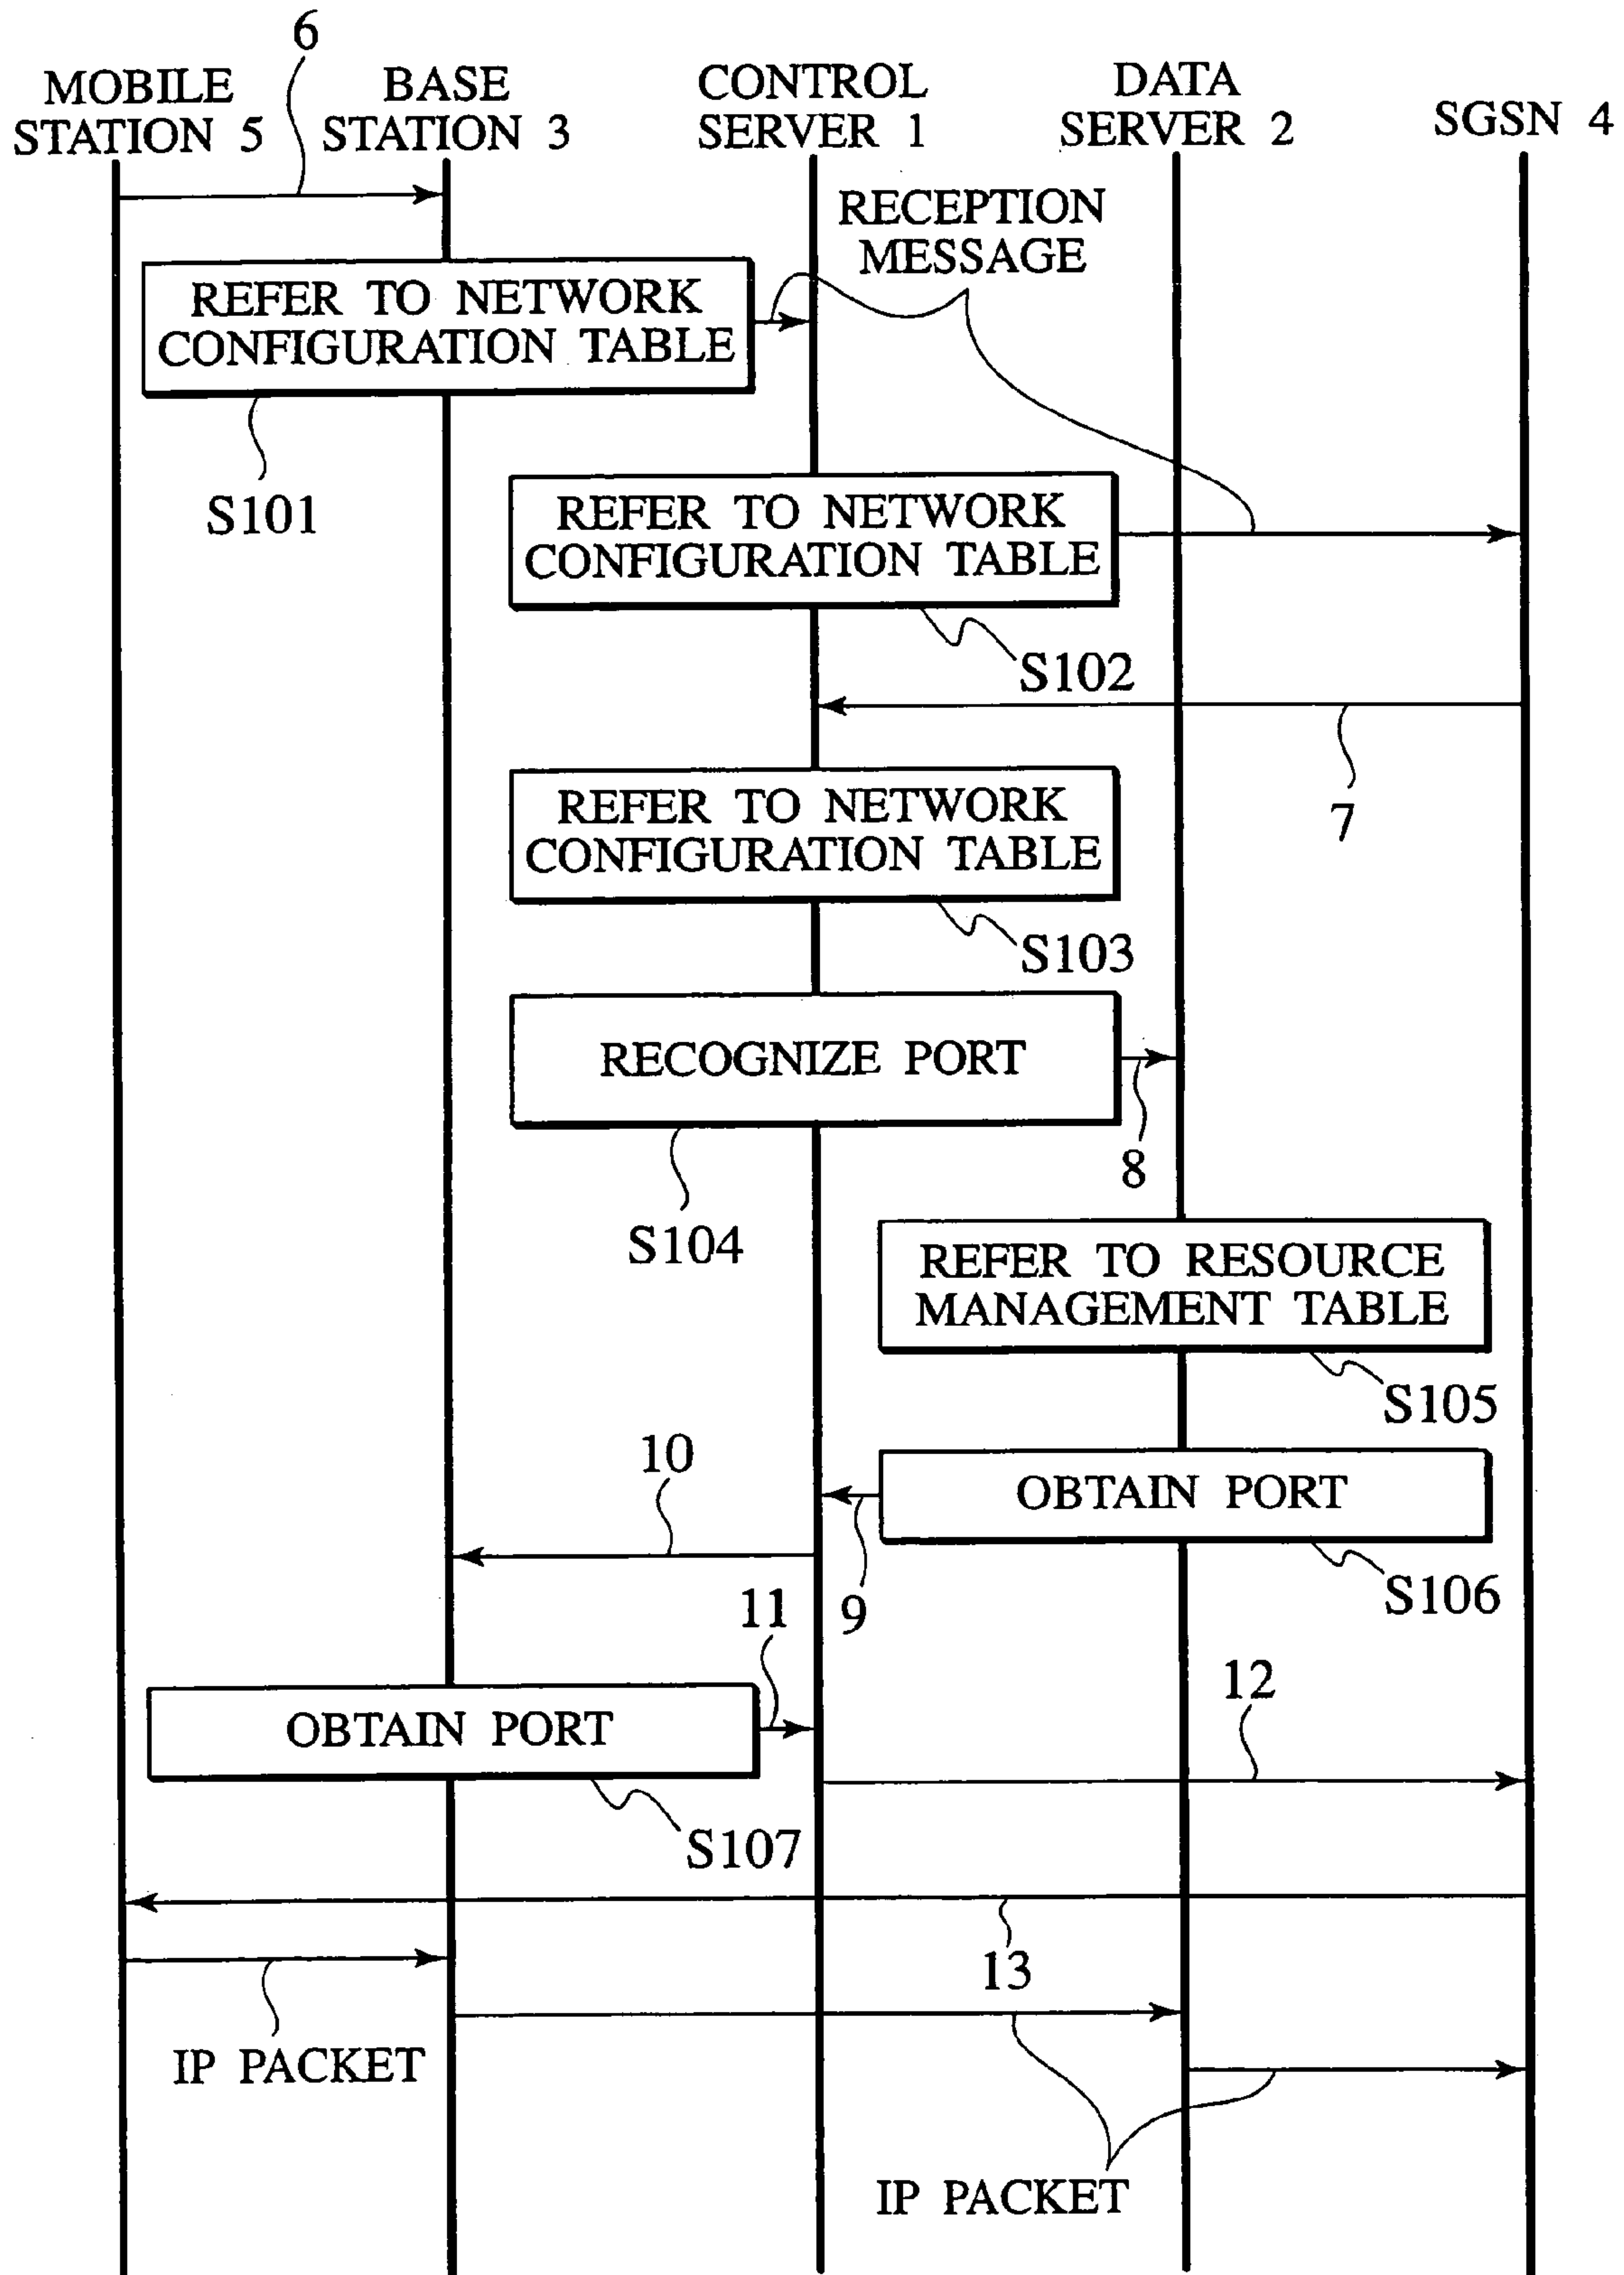 6
MOBILE
STATION 5
BASE
STATION 3
CONTROL
SERVER 1
DATA
SERVER 2
SGSN 4
RECEPTION
MESSAGE
REFER TO NETWORK
CONFIGURATION TABLE
S101
REFER TO NETWORK
CONFIGURATION TABLE
S102
7
REFER TO NETWORK
CONFIGURATION TABLE
S103
RECOGNIZE PORT
8
S104
REFER TO RESOURCE
MANAGEMENT TABLE
S105
10
OBTAIN PORT
9
S106
11
OBTAIN PORT
12
S107
13
IP PACKET
IP PACKET